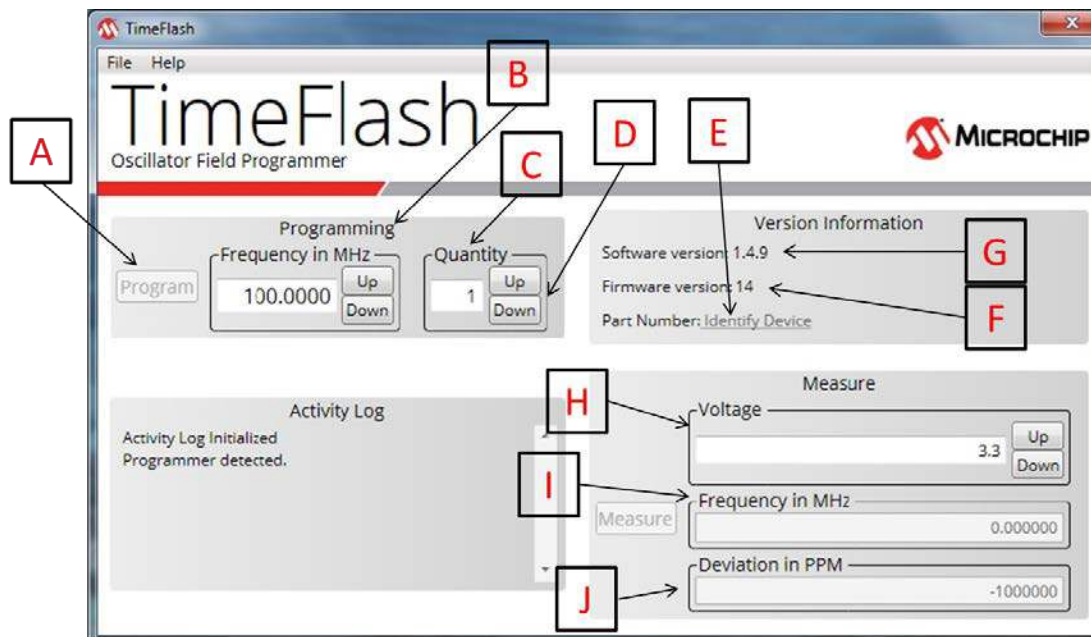 TimeFlash
X
File Help
B
TimeFlash
A
D
E
Oscillator Field Programmer
MICROCHIP
C
Programming
Version Information
Frequency in MHz
Quantity
Software version: 1.4.9
G
Program
100.0000
Up
Down
1
Up
Down
Firmware version: 14
F
Part Number: Identify Device
Measure
H
Activity Log
Voltage
Activity Log Initialized
Programmer detected.
3.3
Up
Down
I
Frequency in MHz
Measure
0.000000
Deviation in PPM
J
-1000000